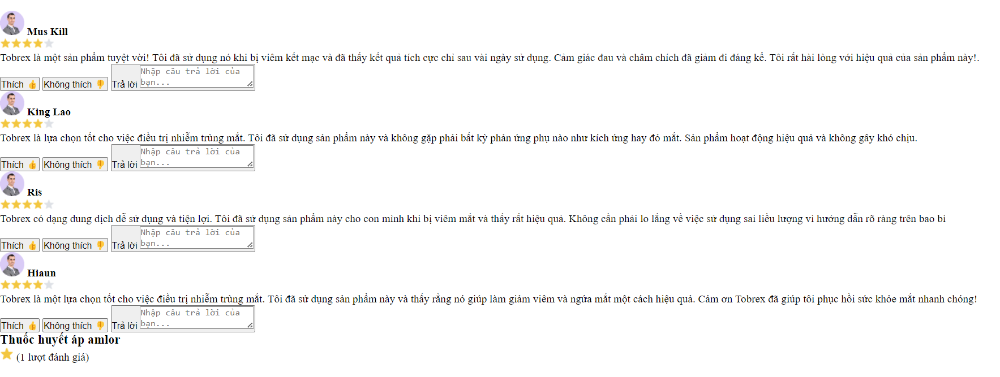 Mus Kill
Tobrex là một sản phẩm tuyệt vời! Tôi đã sử dụng nó khi bị viêm kết mạc và đã thấy kết quả tích cực chỉ sau vài ngày sử dụng. Cảm giác đau và châm chích đã giảm đi đáng kể. Tôi rất hài lòng với hiệu quả của sản phẩm này!.
Thích 👍 Không thích 👎 Trả lời Nhập câu trả lời của
bạn...
King Lao
Tobrex là lựa chọn tốt cho việc điều trị nhiễm trùng mắt. Tôi đã sử dụng sản phẩm này và không gặp phải bất kỳ phản ứng phụ nào như kích ứng hay đỏ mắt. Sản phẩm hoạt động hiệu quả và không gây khó chịu.
Thích 👍 Không thích 👎 Trả lời Nhập câu trả lời của
bạn...
Ris
Tobrex có dạng dung dịch dễ sử dụng và tiện lợi. Tôi đã sử dụng sản phẩm này cho con mình khi bị viêm mắt và thấy rất hiệu quả. Không cần phải lo lắng về việc sử dụng sai liều lượng vì hướng dẫn rõ ràng trên bao bì
Thích 👍 Không thích 👎 Trả lời Nhập câu trả lời của
bạn...
Hiaun
Tobrex là một lựa chọn tốt cho việc điều trị nhiễm trùng mắt. Tôi đã sử dụng sản phẩm này và thấy rằng nó giúp làm giảm viêm và ngứa mắt một cách hiệu quả. Cảm ơn Tobrex đã giúp tôi phục hồi sức khỏe mắt nhanh chóng!
Thích 👍 Không thích 👎 Trả lời Nhập câu trả lời của
bạn...
Thuốc huyết áp amlor
(1 lượt đánh giá)